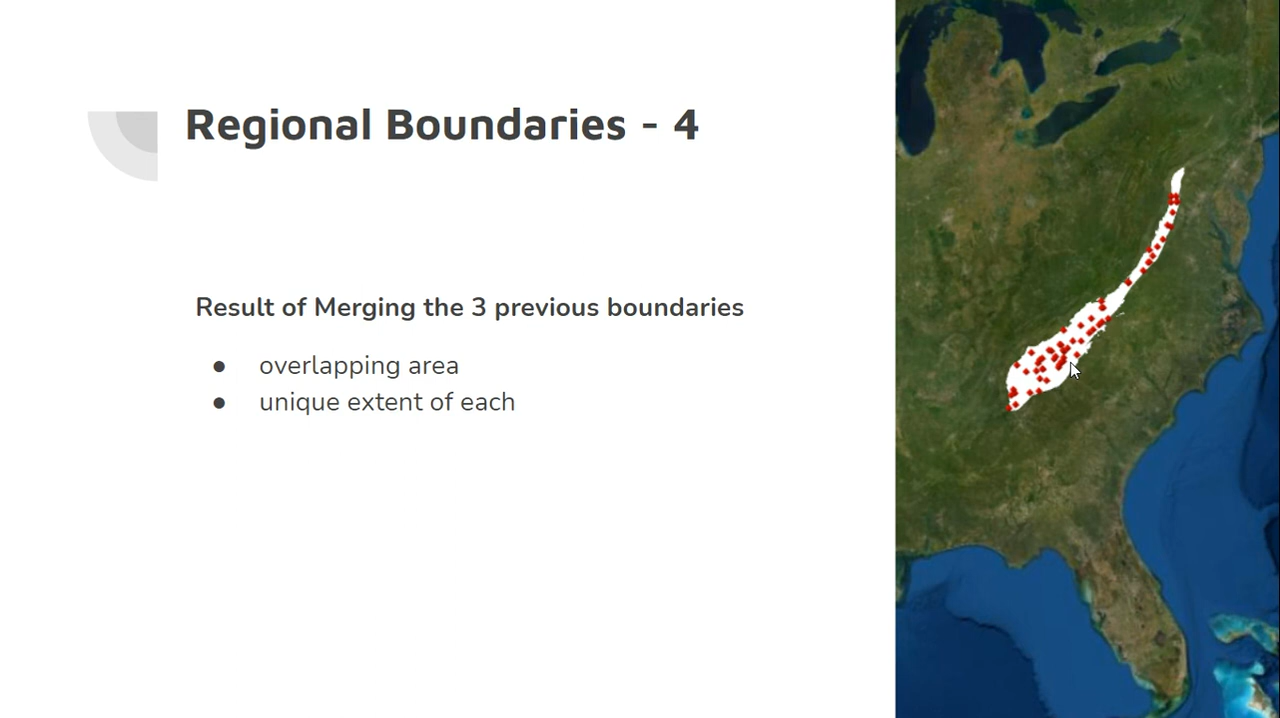 Regional Boundaries - 4
Result of Merging the 3 previous boundaries
● overlapping area
● unique extent of each